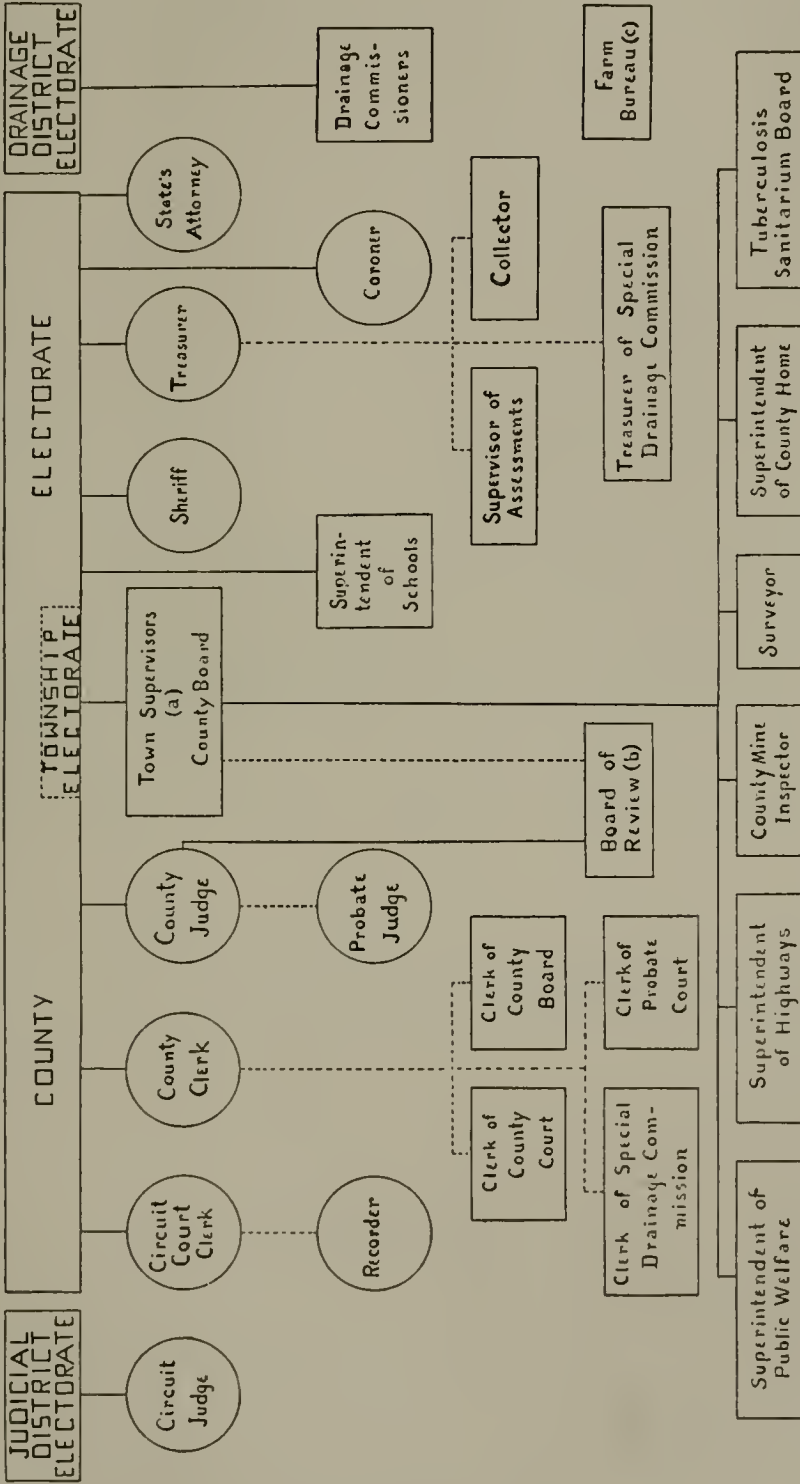 JUDICIAL
DISTRICT
ELECTORATE
COUNTY
TOWNSHIP
ELECTORATE
ELECTORATE
DRAINAGE
DISTRICT
ELECTORATE
Circuit
Judge
Circuit
Court
Clerk
County
Clerk
County
Judge
Town Supervisors
(a)
County Board
Sheriff
Treasurer
State's
Attorney
Recorder
Probate
Judge
Superin-
tendent
of
Schools
Coroner
Drainage
Commis-
sioners
Clerk of
County
Court
Clerk of
County
Board
Supervisor of
Assessments
Collector
Clerk of Special
Drainage Com-
mission
Clerk of
Probate
Court
Board of
Review (b)
Treasurer of Special
Drainage Commission
Farm
Bureau (c)
Superintendent of
Public Welfare
Superintendent
of Highways
County Mine
Inspector
Surveyor
Superintendent
of County Home
Tuberculosis
Sanitarium Board